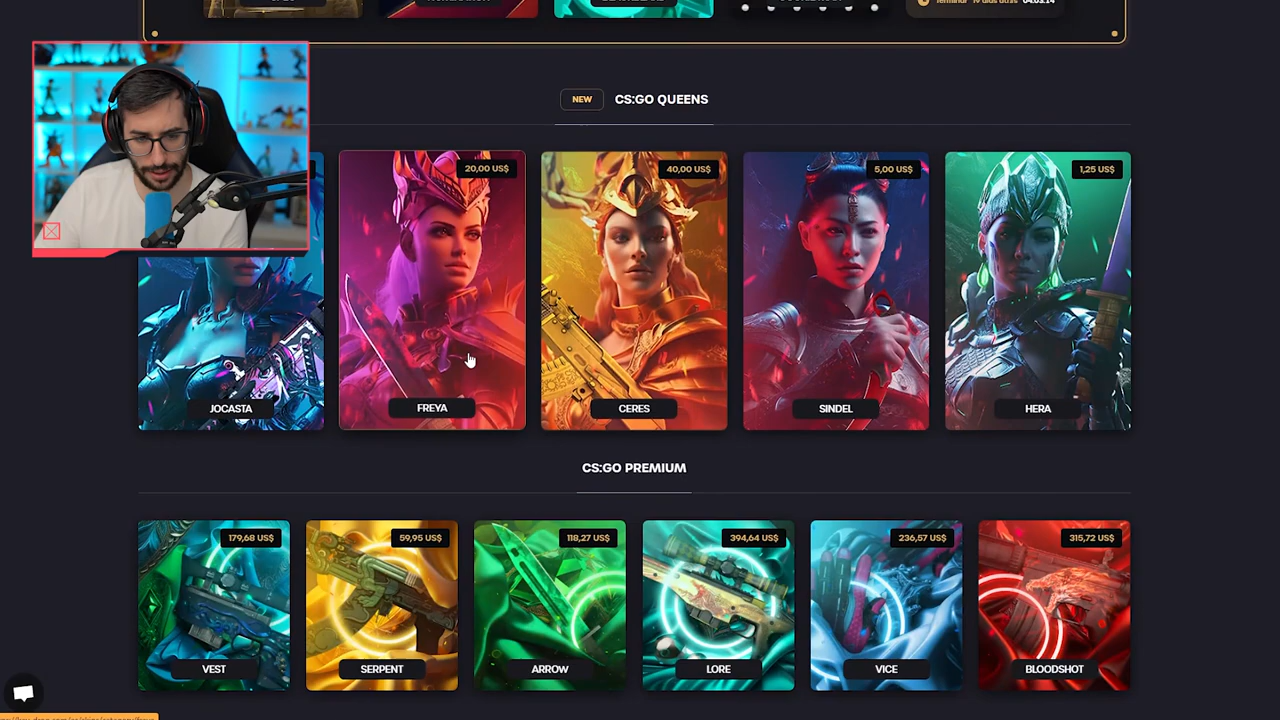 NEW CS:GO QUEENS
20,00 US$
40,00 US$
5,00 US$
1,25 US$
JOCASTA
FREYA
CERES
SINDEL
HERA
CS:GO PREMIUM
179,68 US$
59,95 US$
118,27 US$
394,64 US$
236,57 US$
315,72 US$
VEST
SERPENT
ARROW
LORE
VICE
BLOODSHOT